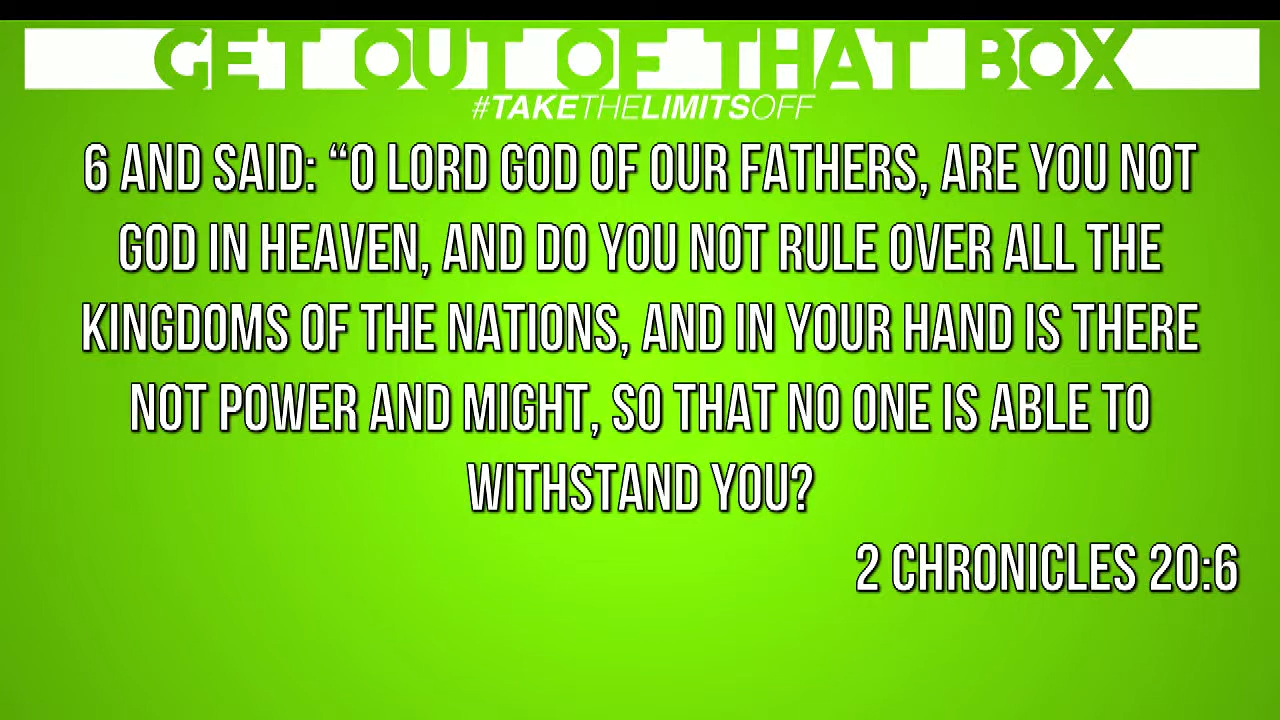 GET OUT OF THAT BOX
#TAKETHELIMITSOFF
6 AND SAID: “O LORD GOD OF OUR FATHERS, ARE YOU NOT
GOD IN HEAVEN, AND DO YOU NOT RULE OVER ALL THE
KINGDOMS OF THE NATIONS, AND IN YOUR HAND IS THERE
NOT POWER AND MIGHT, SO THAT NO ONE IS ABLE TO
WITHSTAND YOU?
2 CHRONICLES 20:6